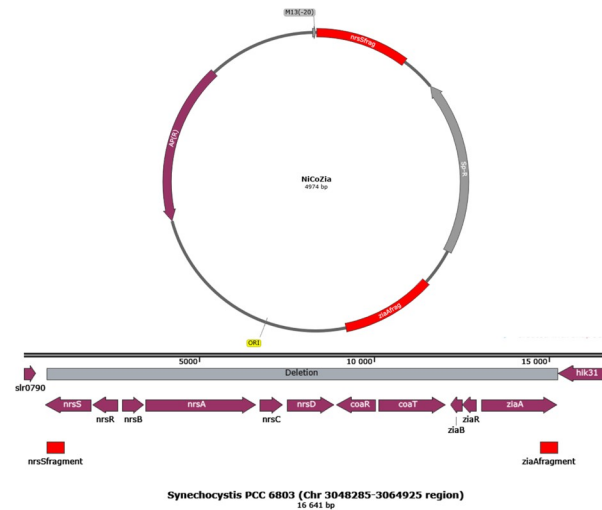 M13(-20)
nrsSfrag
AP(R)
Sp-R
NiCoZia
4974 bp
ziaAfrag
ORI
5000
10 000
15 000
Deletion
slr0790
hik31
nrsS
nrsR
nrsB
nrsA
nrsC
nrsD
coaR
coaT
ziaB
ziaR
ziaA
nrsSfragment
ziaAfragment
Synechocystis PCC 6803 (Chr 3048285-3064925 region)
16 641 bp